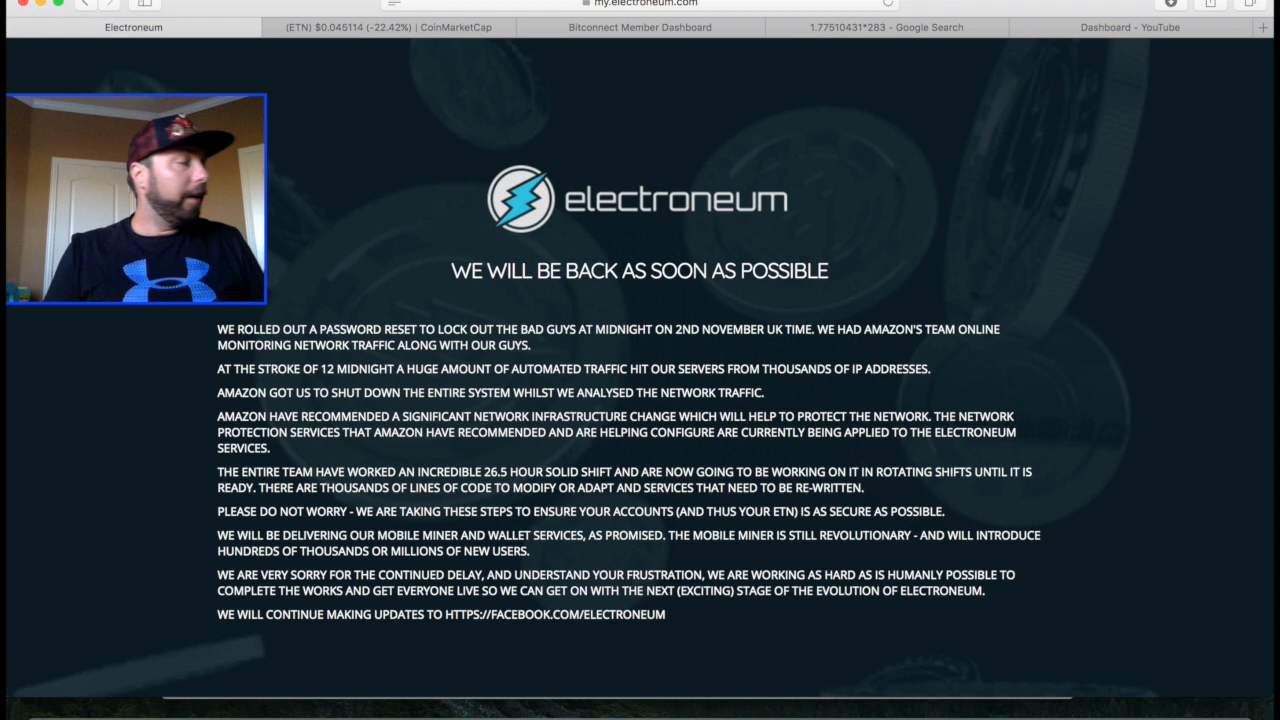 my.electroneum.com
Electroneum
(ETN) $0.045114 (-22.42%) | CoinMarketCap
Bitconnect Member Dashboard
1.77510431*283 - Google Search
Dashboard - YouTube
electroneum
WE WILL BE BACK AS SOON AS POSSIBLE
WE ROLLED OUT A PASSWORD RESET TO LOCK OUT THE BAD GUYS AT MIDNIGHT ON 2ND NOVEMBER UK TIME. WE HAD AMAZON'S TEAM ONLINE
MONITORING NETWORK TRAFFIC ALONG WITH OUR GUYS.
AT THE STROKE OF 12 MIDNIGHT A HUGE AMOUNT OF AUTOMATED TRAFFIC HIT OUR SERVERS FROM THOUSANDS OF IP ADDRESSES.
AMAZON GOT US TO SHUT DOWN THE ENTIRE SYSTEM WHILST WE ANALYSED THE NETWORK TRAFFIC.
AMAZON HAVE RECOMMENDED A SIGNIFICANT NETWORK INFRASTRUCTURE CHANGE WHICH WILL HELP TO PROTECT THE NETWORK. THE NETWORK
PROTECTION SERVICES THAT AMAZON HAVE RECOMMENDED AND ARE HELPING CONFIGURE ARE CURRENTLY BEING APPLIED TO THE ELECTRONEUM
SERVICES.
THE ENTIRE TEAM HAVE WORKED AN INCREDIBLE 26.5 HOUR SOLID SHIFT AND ARE NOW GOING TO BE WORKING ON IT IN ROTATING SHIFTS UNTIL IT IS
READY. THERE ARE THOUSANDS OF LINES OF CODE TO MODIFY OR ADAPT AND SERVICES THAT NEED TO BE RE-WRITTEN.
PLEASE DO NOT WORRY - WE ARE TAKING THESE STEPS TO ENSURE YOUR ACCOUNTS (AND THUS YOUR ETN) IS AS SECURE AS POSSIBLE.
WE WILL BE DELIVERING OUR MOBILE MINER AND WALLET SERVICES, AS PROMISED. THE MOBILE MINER IS STILL REVOLUTIONARY - AND WILL INTRODUCE
HUNDREDS OF THOUSANDS OR MILLIONS OF NEW USERS.
WE ARE VERY SORRY FOR THE CONTINUED DELAY, AND UNDERSTAND YOUR FRUSTRATION, WE ARE WORKING AS HARD AS IS HUMANLY POSSIBLE TO
COMPLETE THE WORKS AND GET EVERYONE LIVE SO WE CAN GET ON WITH THE NEXT (EXCITING) STAGE OF THE EVOLUTION OF ELECTRONEUM.
WE WILL CONTINUE MAKING UPDATES TO HTTPS://FACEBOOK.COM/ELECTRONEUM